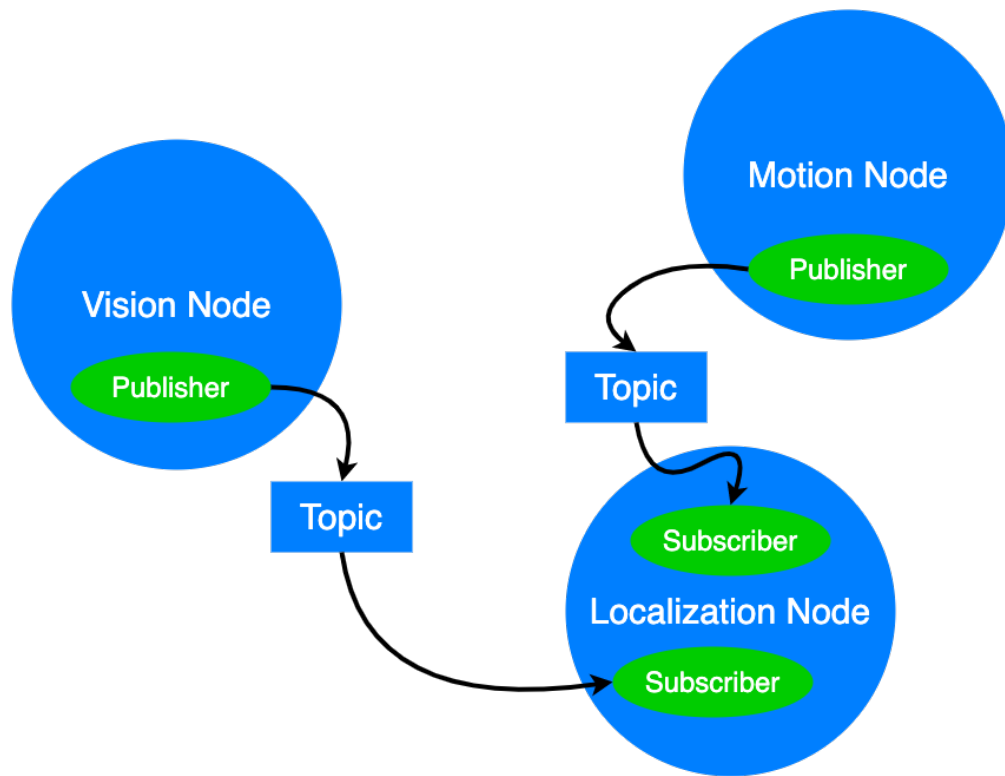 Motion Node
Publisher
Vision Node
Publisher
Topic
Topic
Subscriber
Localization Node
Subscriber